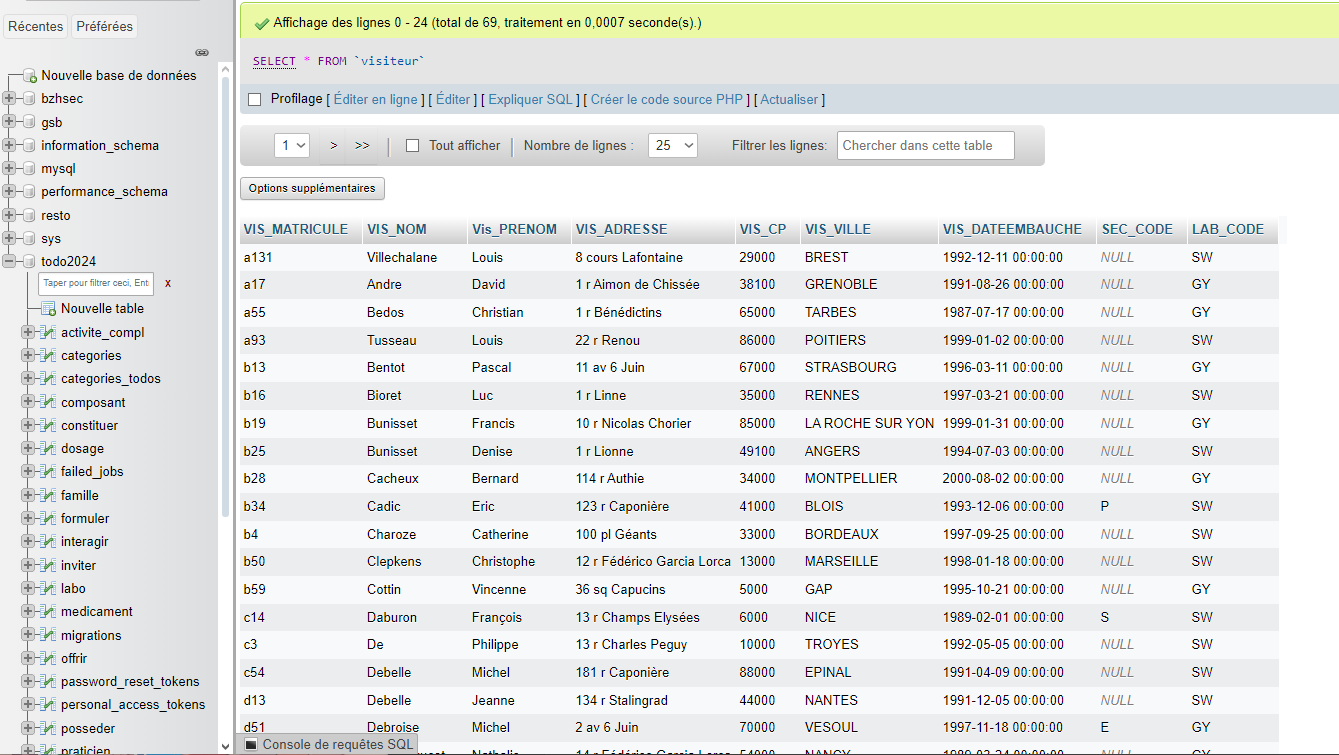 Récentes Préférées
Nouvelle base de données
bzhsec
gsb
information_schema
mysql
performance_schema
resto
sys
todo2024
Taper pour filtrer ceci, Ent x
Nouvelle table
activite_compl
categories
categories_todos
composant
constituer
dosage
failed_jobs
famille
formuler
interagir
inviter
labo
medicament
migrations
offrir
password_reset_tokens
personal_access_tokens
posseder
praticien
Affichage des lignes 0 - 24 (total de 69, traitement en 0,0007 seconde(s).)
SELECT * FROM `visiteur`
Profilage [ Éditer en ligne ] [ Éditer ] [ Expliquer SQL ] [ Créer le code source PHP ] [ Actualiser ]
1 > >> | Tout afficher | Nombre de lignes : 25 Filtrer les lignes: Chercher dans cette table
Options supplémentaires
VIS_MATRICULE VIS_NOM Vis_PRENOM VIS_ADRESSE VIS_CP VIS_VILLE VIS_DATEEMBAUCHE SEC_CODE LAB_CODE
a131 Villechalane Louis 8 cours Lafontaine 29000 BREST 1992-12-11 00:00:00 NULL SW
a17 Andre David 1 r Aimon de Chissée 38100 GRENOBLE 1991-08-26 00:00:00 NULL GY
a55 Bedos Christian 1 r Bénédictins 65000 TARBES 1987-07-17 00:00:00 NULL GY
a93 Tusseau Louis 22 r Renou 86000 POITIERS 1999-01-02 00:00:00 NULL SW
b13 Bentot Pascal 11 av 6 Juin 67000 STRASBOURG 1996-03-11 00:00:00 NULL GY
b16 Bioret Luc 1 r Linne 35000 RENNES 1997-03-21 00:00:00 NULL SW
b19 Bunisset Francis 10 r Nicolas Chorier 85000 LA ROCHE SUR YON 1999-01-31 00:00:00 NULL GY
b25 Bunisset Denise 1 r Lionne 49100 ANGERS 1994-07-03 00:00:00 NULL SW
b28 Cacheux Bernard 114 r Authie 34000 MONTPELLIER 2000-08-02 00:00:00 NULL GY
b34 Cadic Eric 123 r Caponière 41000 BLOIS 1993-12-06 00:00:00 P SW
b4 Charoze Catherine 100 pl Géants 33000 BORDEAUX 1997-09-25 00:00:00 NULL SW
b50 Clepkens Christophe 12 r Fédérico Garcia Lorca 13000 MARSEILLE 1998-01-18 00:00:00 NULL SW
b59 Cottin Vincenne 36 sq Capucins 5000 GAP 1995-10-21 00:00:00 NULL GY
c14 Daburon François 13 r Champs Elysées 6000 NICE 1989-02-01 00:00:00 S SW
c3 De Philippe 13 r Charles Peguy 10000 TROYES 1992-05-05 00:00:00 NULL SW
c54 Debelle Michel 181 r Caponière 88000 EPINAL 1991-04-09 00:00:00 NULL SW
d13 Debelle Jeanne 134 r Stalingrad 44000 NANTES 1991-12-05 00:00:00 NULL SW
d51 Debroise Michel 2 av 6 Juin 70000 VESOUL 1997-11-18 00:00:00 E GY
Nathalie 14 r Fédérico Garcia Lorca 54000 NANCY 1989-03-24 00:00:00 NULL GY
Console de requêtes SQL